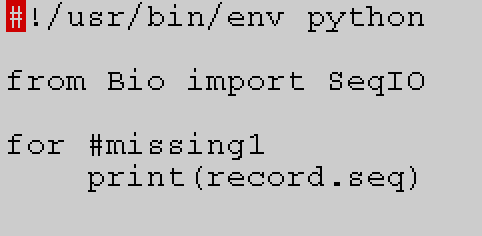 #!/usr/bin/env python
from Bio import SeqIO
for #missing1
print(record.seq)